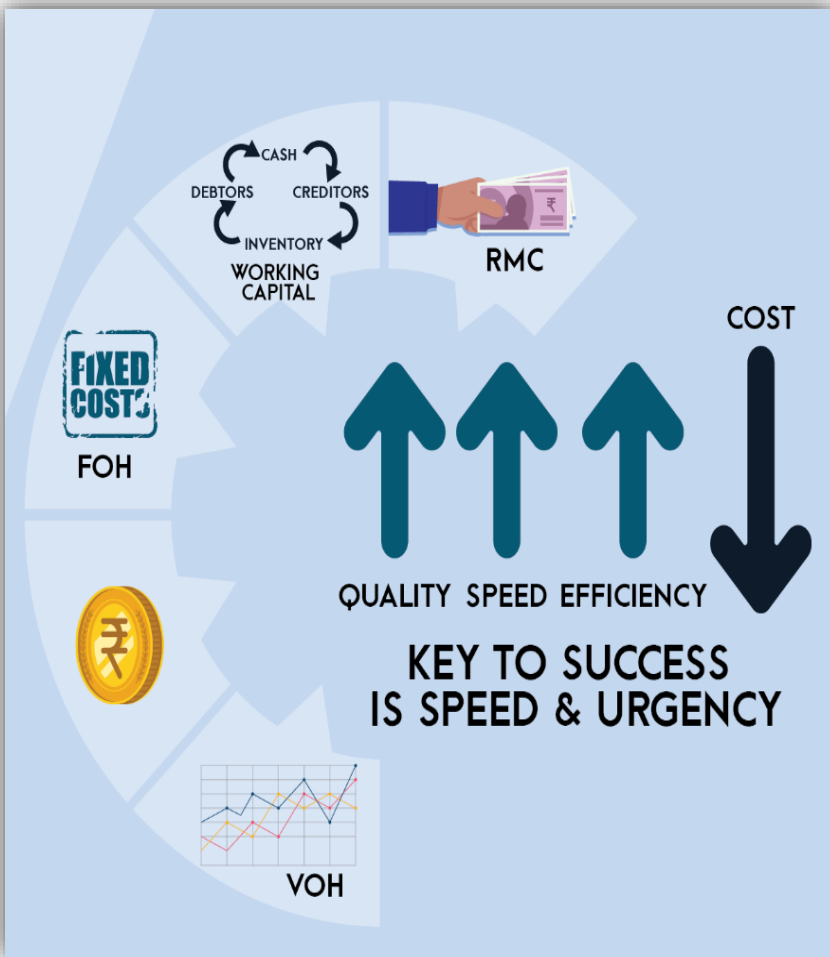 CASH
DEBTORS CREDITORS
INVENTORY
WORKING
CAPITAL
₹
RMC
COST
FIXED
COSTS
FOH
QUALITY SPEED EFFICIENCY
₹
KEY TO SUCCESS
IS SPEED & URGENCY
VOH